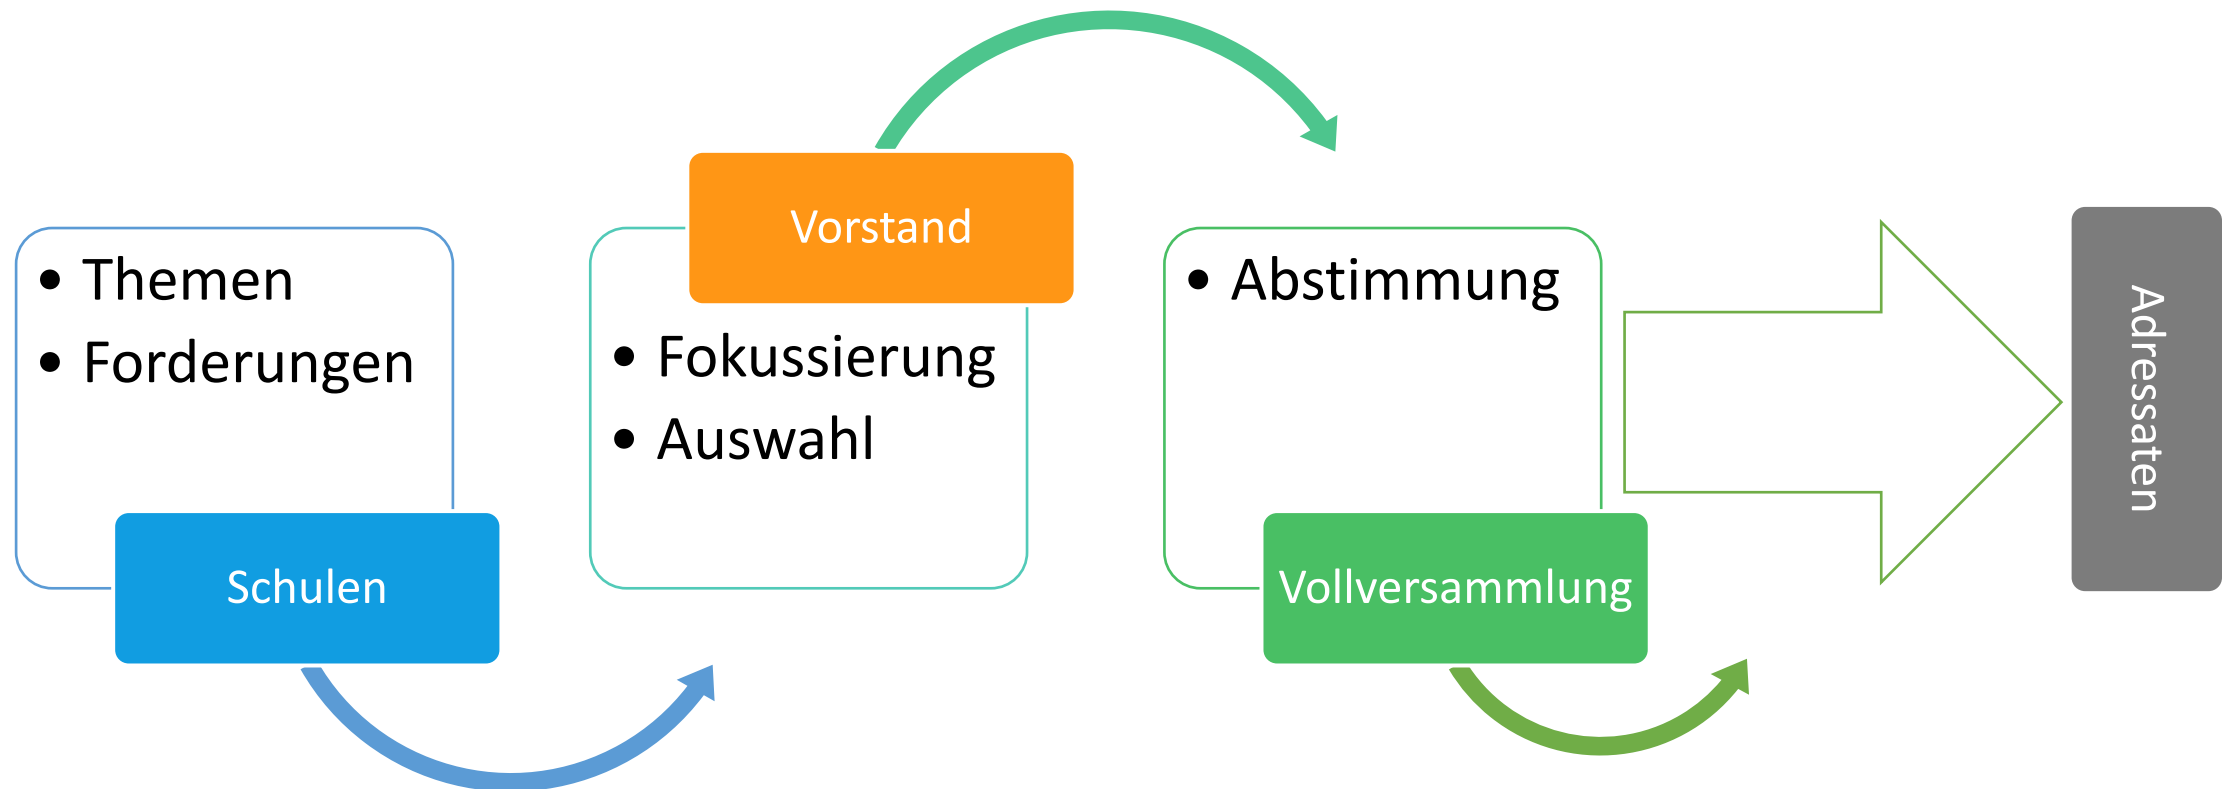 • Themen
• Forderungen
Schulen
Vorstand
• Fokussierung
• Auswahl
• Abstimmung
Vollversammlung
Adressaten